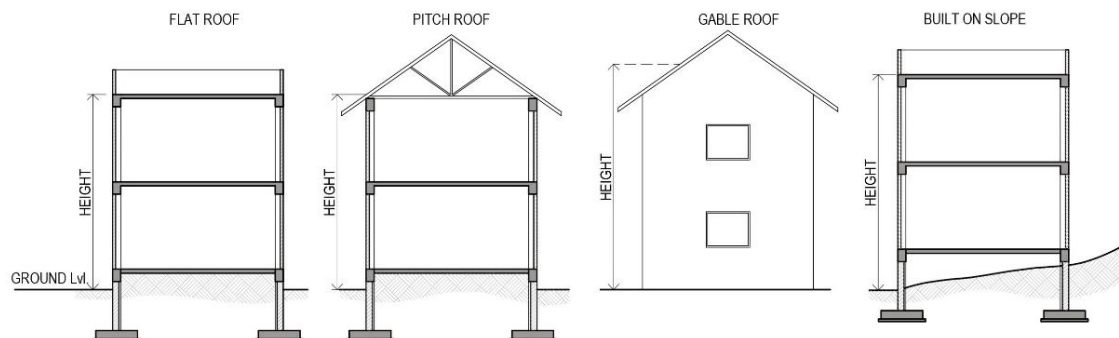 FLAT ROOF
PITCH ROOF
GABLE ROOF
BUILT ON SLOPE
HEIGHT
HEIGHT
HEIGHT
HEIGHT
GROUND Lvl.